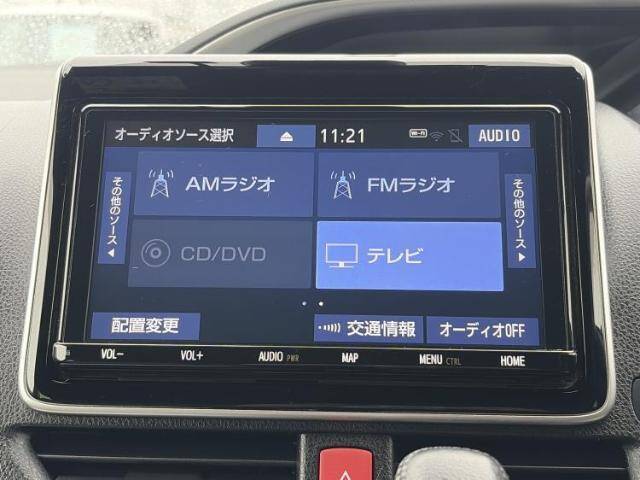 オーディオソース選択
11:21
Wi-Fi
AUDIO
その他のソース
AMラジオ
FMラジオ
その他のソース
CD/DVD
テレビ
配置変更
交通情報
オーディオOFF
VOL-
VOL+
AUDIO PWR
MAP
MENU CTRL
HOME